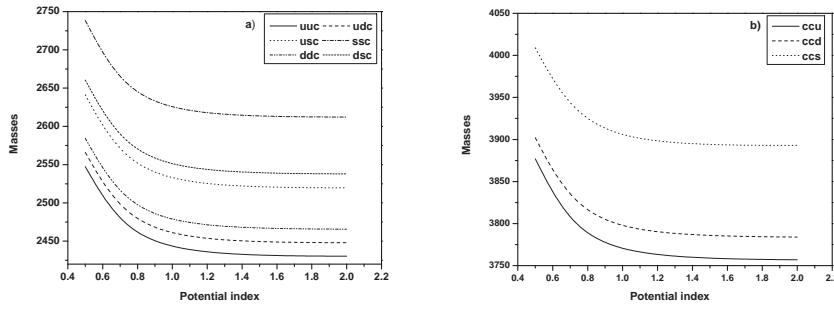 a)
uuc udc
usc ssc
ddc dsc
Masses
2750
2700
2650
2600
2550
2500
2450
0.4 0.6 0.8 1.0 1.2 1.4 1.6 1.8 2.0 2.2
Potential index
b)
ccu
ccd
ccs
Masses
4050
4000
3950
3900
3850
3800
3750
0.4 0.6 0.8 1.0 1.2 1.4 1.6 1.8 2.0 2.2
Potential index